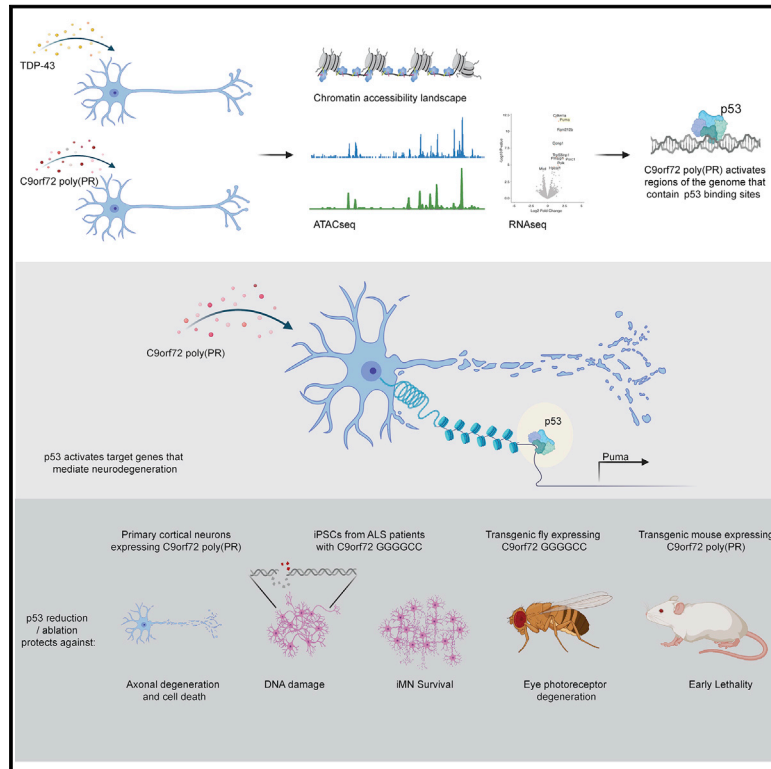 TDP-43
C9orf72 poly(PR)
Chromatin accessibility landscape
ATACseq
Cdkn1a
Puma
Log2 Fold Change
RNAseq
p53
C9orf72 poly(PR) activates
regions of the genome that
contain p53 binding sites
C9orf72 poly(PR)
p53
Puma
p53 activates target genes that
mediate neurodegeneration
Primary cortical neurons
expressing C9orf72 poly(PR)
iPSCs from ALS patients
with C9orf72 GGGGCC
Transgenic fly expressing
C9orf72 GGGGCC
Transgenic mouse expressing
C9orf72 poly(PR)
p53 reduction
/ ablation
protects against:
Axonal degeneration
and cell death
DNA damage
iMN Survival
Eye photoreceptor
degeneration
Early Lethality